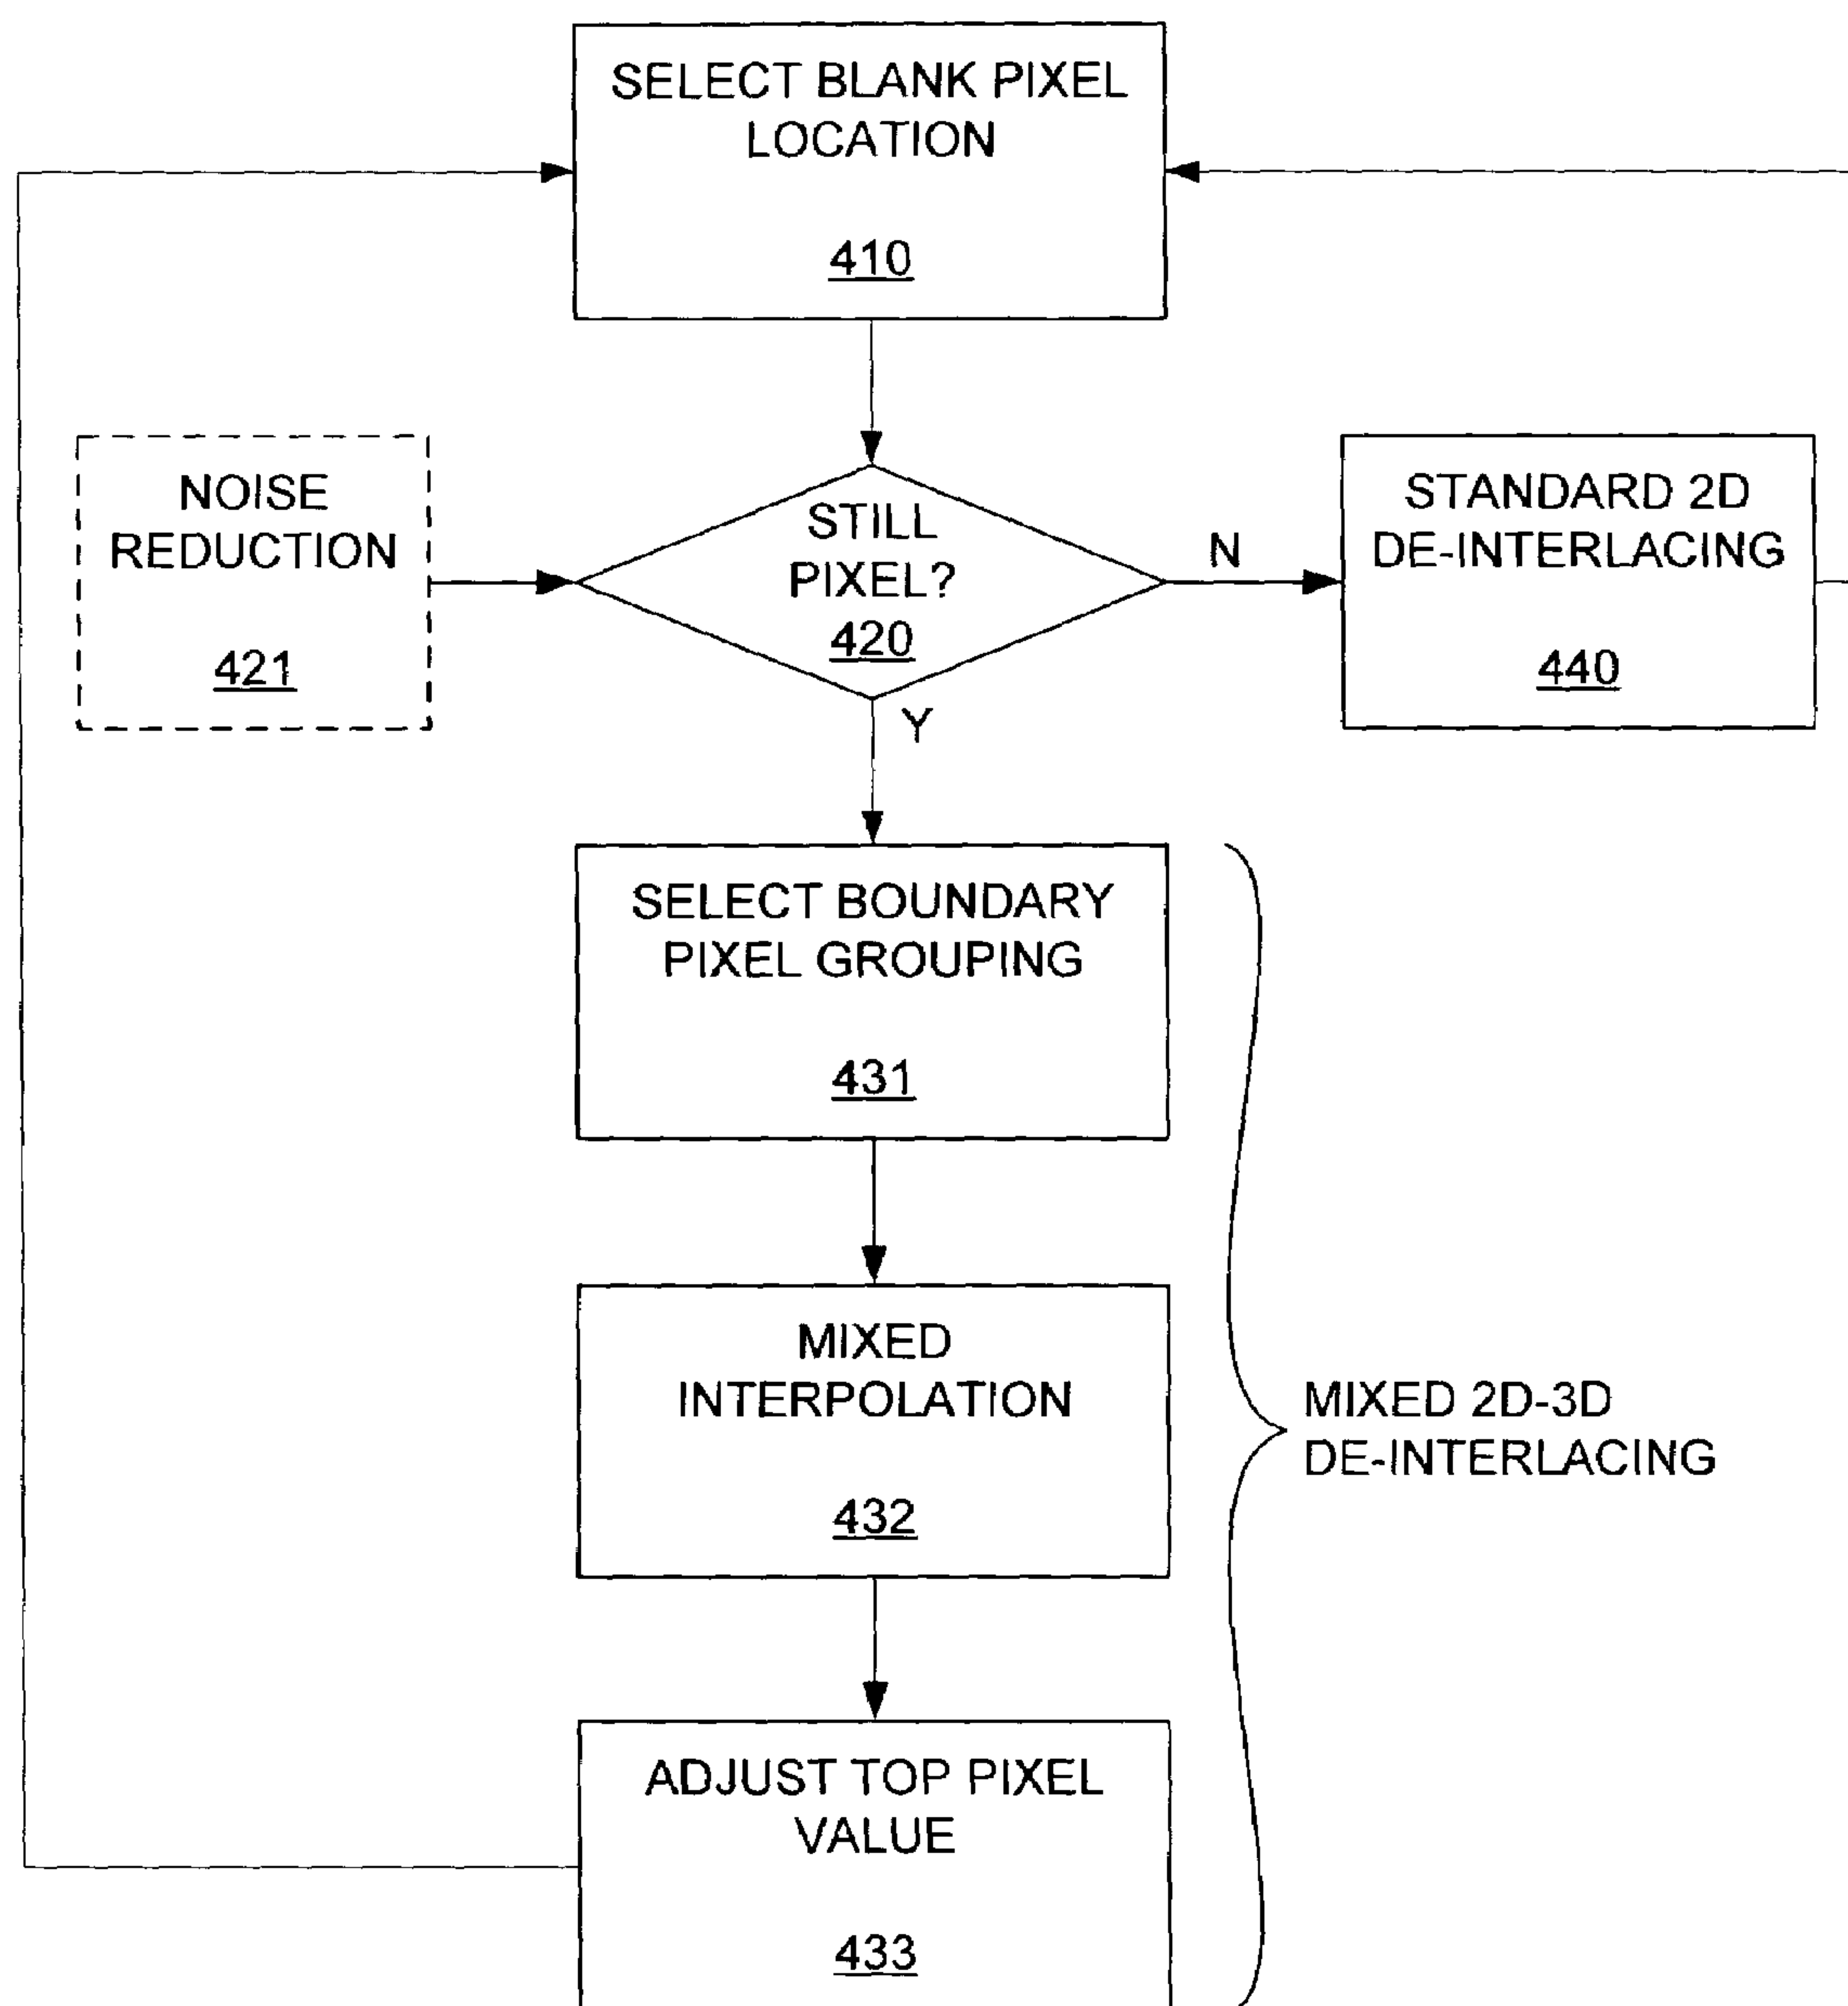 SELECT BLANK PIXEL
LOCATION
410
NOISE
REDUCTION
421
STILL
PIXEL?
420
N
Y
STANDARD 2D
DE-INTERLACING
440
SELECT BOUNDARY
PIXEL GROUPING
431
MIXED
INTERPOLATION
432
MIXED 2D-3D
DE-INTERLACING
ADJUST TOP PIXEL
VALUE
433